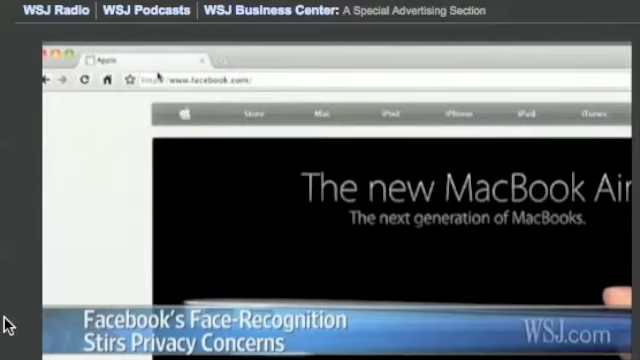 WSJ Radio | WSJ Podcasts | WSJ Business Center: A Special Advertising Section
Apple
http://www.facebook.com/
Store Mac iPod iPhone iPad iTunes
The new MacBook Air
The next generation of MacBooks.
Facebook's Face-Recognition
Stirs Privacy Concerns
WSJ.com